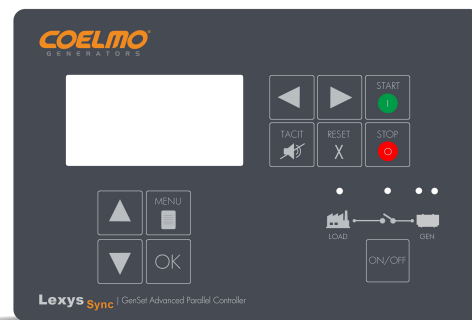 COELMO
GENERATORS
START
I
TACIT
RESET
X
STOP
O
MENU
OK
LOAD
GEN
ON/OFF
Lexys Sync | GenSet Advanced Parallel Controller